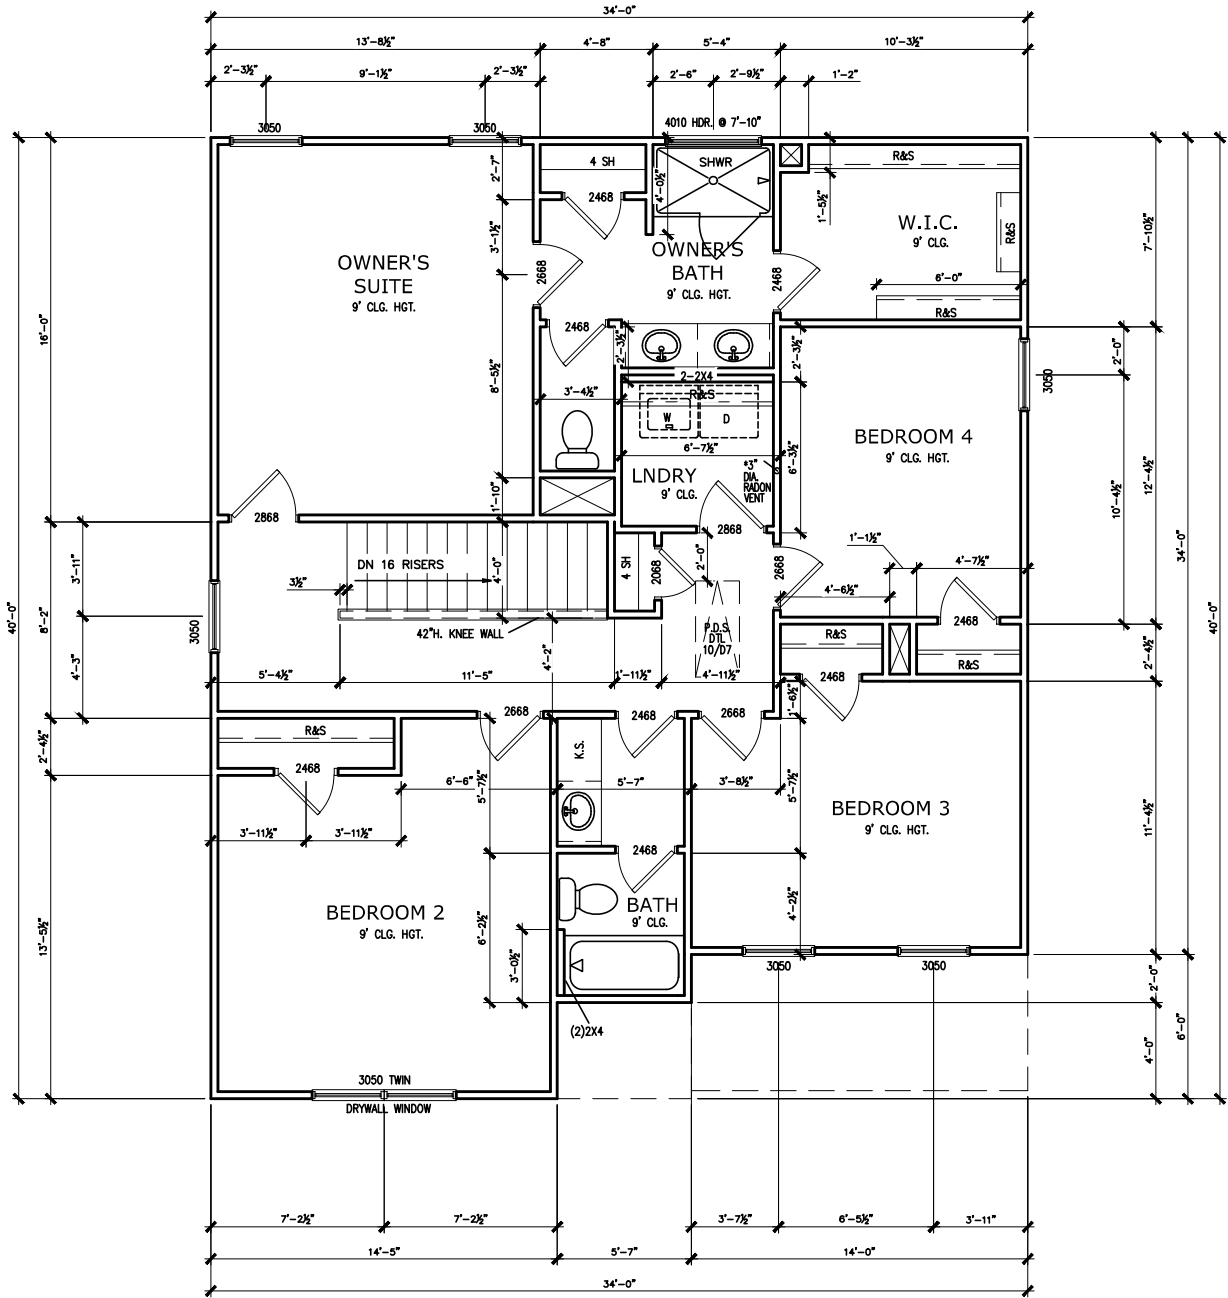 34'-0"
13'-8½"
4'-8"
5'-4"
10'-3½"
2'-3½"
9'-1½"
2'-3½"
2'-6"
2'-9½"
1'-2"
3050
3050
4010 HDR. @ 7'-10"
4 SH
SHWR
R&S
2'-7"
2468
4'-0½"
1'-5½"
R&S
W.I.C.
9' CLG.
7'-10½"
3'-1½"
OWNER'S
SUITE
9' CLG. HGT.
2668
OWNER'S
BATH
9' CLG. HGT.
2468
6'-0"
R&S
16'-0"
2468
2'-3½"
2'-3½"
2'-0"
8'-5½"
2-2X4
R&S
3050
3'-4½"
W
D
BEDROOM 4
9' CLG. HGT.
6'-7½"
6'-3½"
LNDRY
9' CLG.
*3"
DIA.
RADON
VENT
12'-4½"
10'-4½"
1'-10"
2868
2868
34'-0"
3'-11"
4'-0"
DN 16 RISERS
3½"
4 SH
2068
2'-0"
2668
1'-1½"
4'-7½"
4'-6½"
40'-0"
8'-2"
40'-0"
3050
42"H. KNEE WALL
P.D.S.
DTL
10/D7
R&S
2468
R&S
2'-4½"
4'-3"
4'-2"
5'-4½"
11'-5"
1'-11½"
4'-11½"
2468
1'-6½"
2668
2468
2668
R&S
2468
2'-4½"
K.S.
6'-6"
5'-7½"
5'-7"
3'-8½"
5'-7½"
BEDROOM 3
9' CLG. HGT.
11'-4½"
3'-11½"
3'-11½"
2468
BEDROOM 2
9' CLG. HGT.
BATH
9' CLG.
6'-2½"
4'-2½"
13'-5½"
3'-0½"
3050
3050
2'-0"
(2)2X4
6'-0"
4'-0"
3050 TWIN
DRYWALL WINDOW
7'-2½"
7'-2½"
3'-7½"
6'-5½"
3'-11"
14'-5"
5'-7"
14'-0"
34'-0"